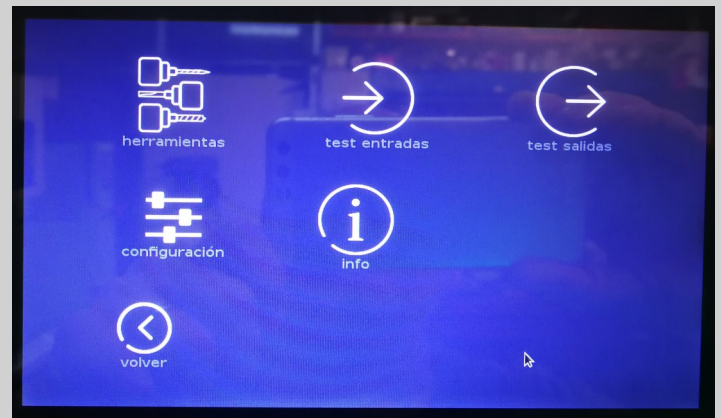 herramientas
test entradas
test salidas
configuración
info
volver